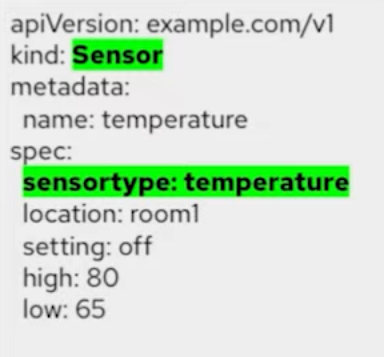 apiVersion: example.com/v1
kind: Sensor
metadata:
  name: temperature
spec:
  sensortype: temperature
  location: room1
  setting: off
  high: 80
  low: 65